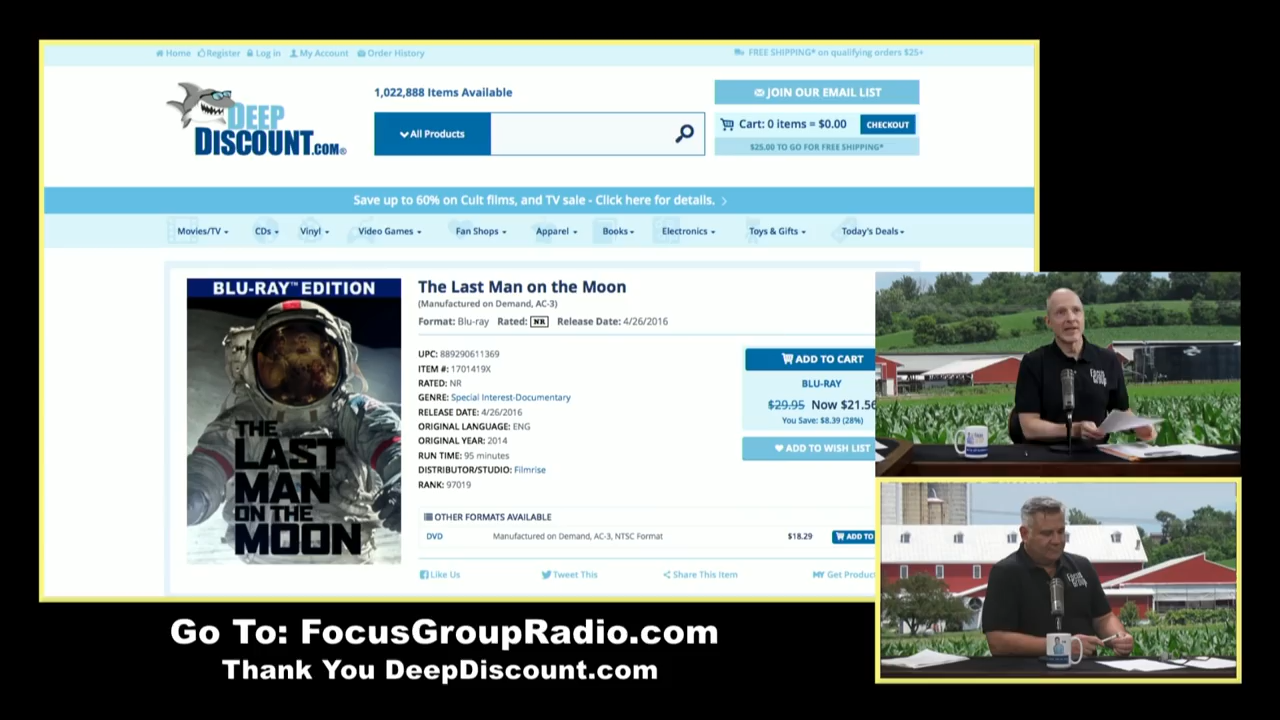 Home Register Log in My Account Order History
FREE SHIPPING* on qualifying orders $25+
DEEP
DISCOUNT.COM®
1,022,888 Items Available
All Products
JOIN OUR EMAIL LIST
Cart: 0 items = $0.00 CHECKOUT
$25.00 TO GO FOR FREE SHIPPING*
Save up to 60% on Cult films, and TV sale - Click here for details.
Movies/TV CDs Vinyl Video Games Fan Shops Apparel Books Electronics Toys & Gifts Today's Deals
BLU-RAY™ EDITION
THE
LAST
MAN
ON THE
MOON
The Last Man on the Moon
(Manufactured on Demand, AC-3)
Format: Blu-ray Rated: NR Release Date: 4/26/2016
UPC: 889290611369
ITEM #: 1701419X
RATED: NR
GENRE: Special Interest-Documentary
RELEASE DATE: 4/26/2016
ORIGINAL LANGUAGE: ENG
ORIGINAL YEAR: 2014
RUN TIME: 95 minutes
DISTRIBUTOR/STUDIO: Filmrise
RANK: 97019
ADD TO CART
BLU-RAY
$29.95 Now $21.56
You Save: $8.39 (28%)
ADD TO WISH LIST
OTHER FORMATS AVAILABLE
DVD Manufactured on Demand, AC-3, NTSC Format $18.29 ADD TO
Like Us Tweet This Share This Item MY Get Produc
Go To: FocusGroupRadio.com
Thank You DeepDiscount.com